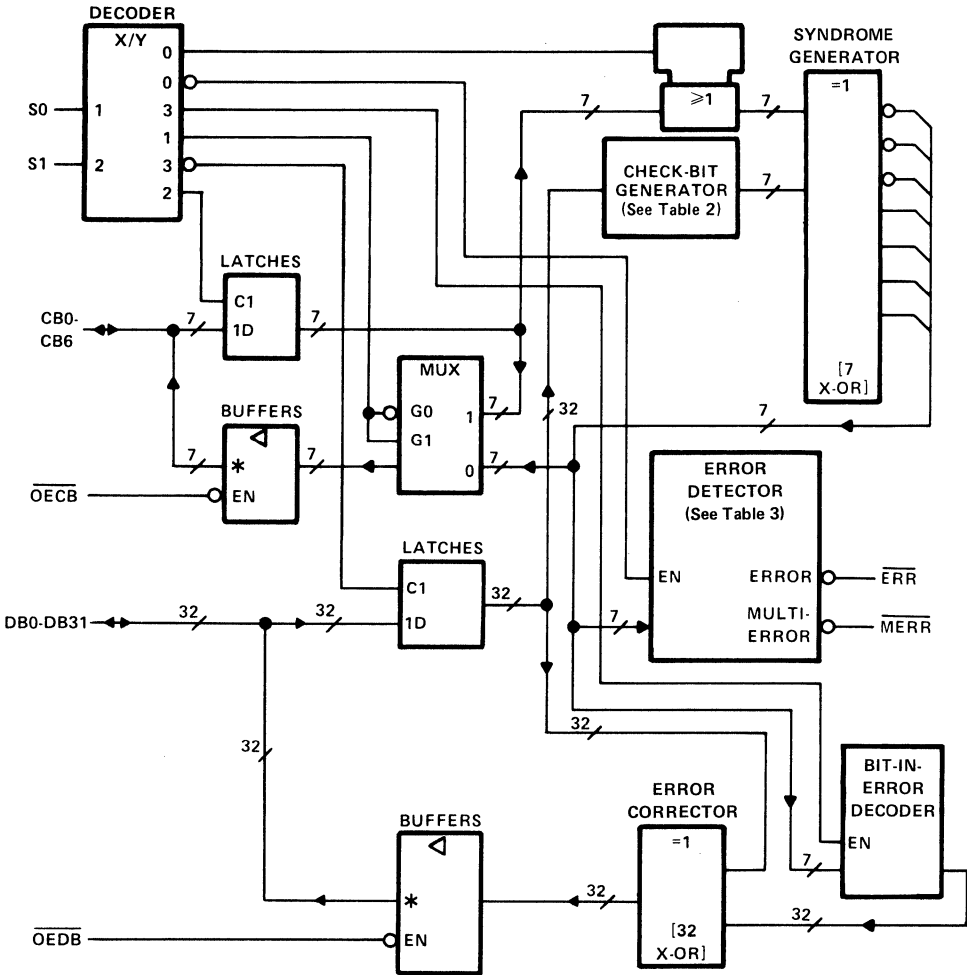 DECODER
X/Y
0
0
3
1
3
2
S0
1
S1
2
SYNDROME
GENERATOR
=1
[7
X-OR]
7
≥1
7
CHECK-BIT
GENERATOR
(See Table 2)
7
LATCHES
C1
1D
7
7
CB0-
CB6
MUX
G0
G1
1
0
7
7
32
7
BUFFERS
*
EN
7
7
OECB
ERROR
DETECTOR
(See Table 3)
EN
ERROR
MULTI-
ERROR
7
ERR
MERR
LATCHES
C1
1D
32
DB0-DB31
32
32
32
32
BIT-IN-
ERROR
DECODER
EN
7
32
ERROR
CORRECTOR
=1
[32
X-OR]
32
BUFFERS
*
EN
OEDB